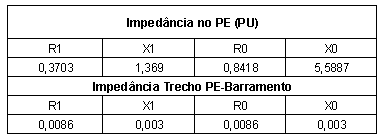 Impedância no PE (PU)
R1 X1 R0 X0
0,3703 1,369 0,8418 5,5887
Impedância Trecho PE-Barramento
R1 X1 R0 X0
0,0086 0,003 0,0086 0,003